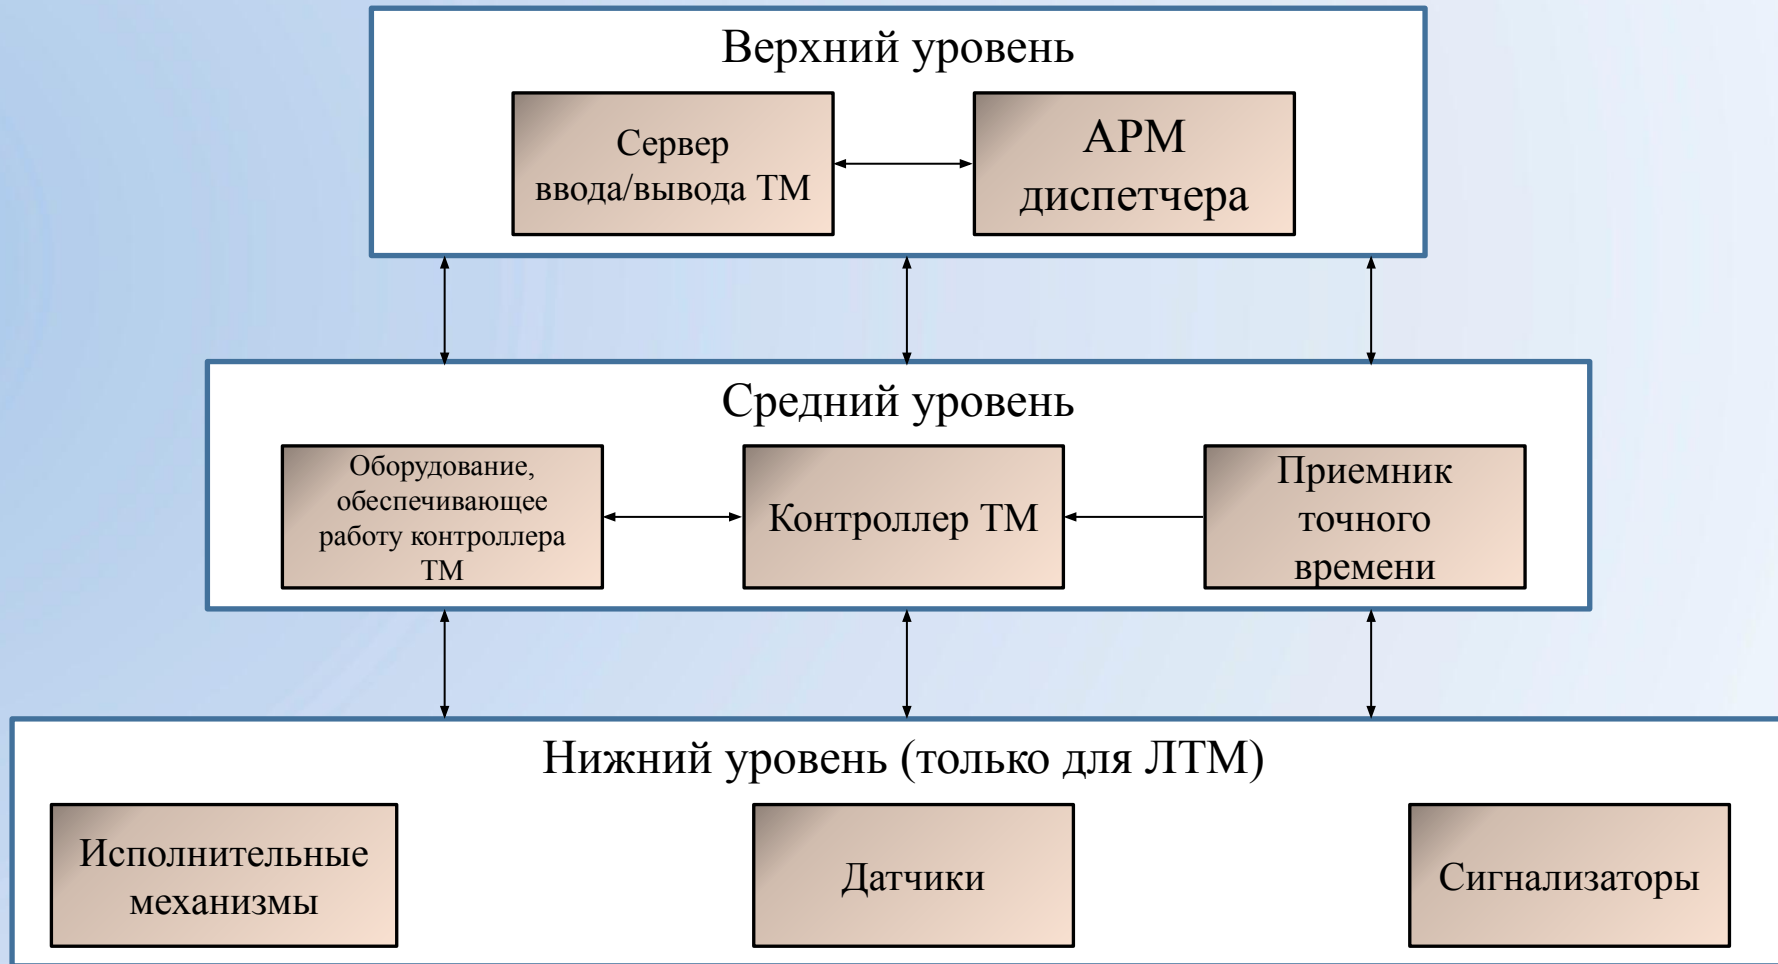 Верхний уровень
Сервер
ввода/вывода ТМ
АРМ
диспетчера
Средний уровень
Оборудование,
обеспечивающее
работу контроллера
ТМ
Контроллер ТМ
Приемник
точного
времени
Нижний уровень (только для ЛТМ)
Исполнительные
механизмы
Датчики
Сигнализаторы